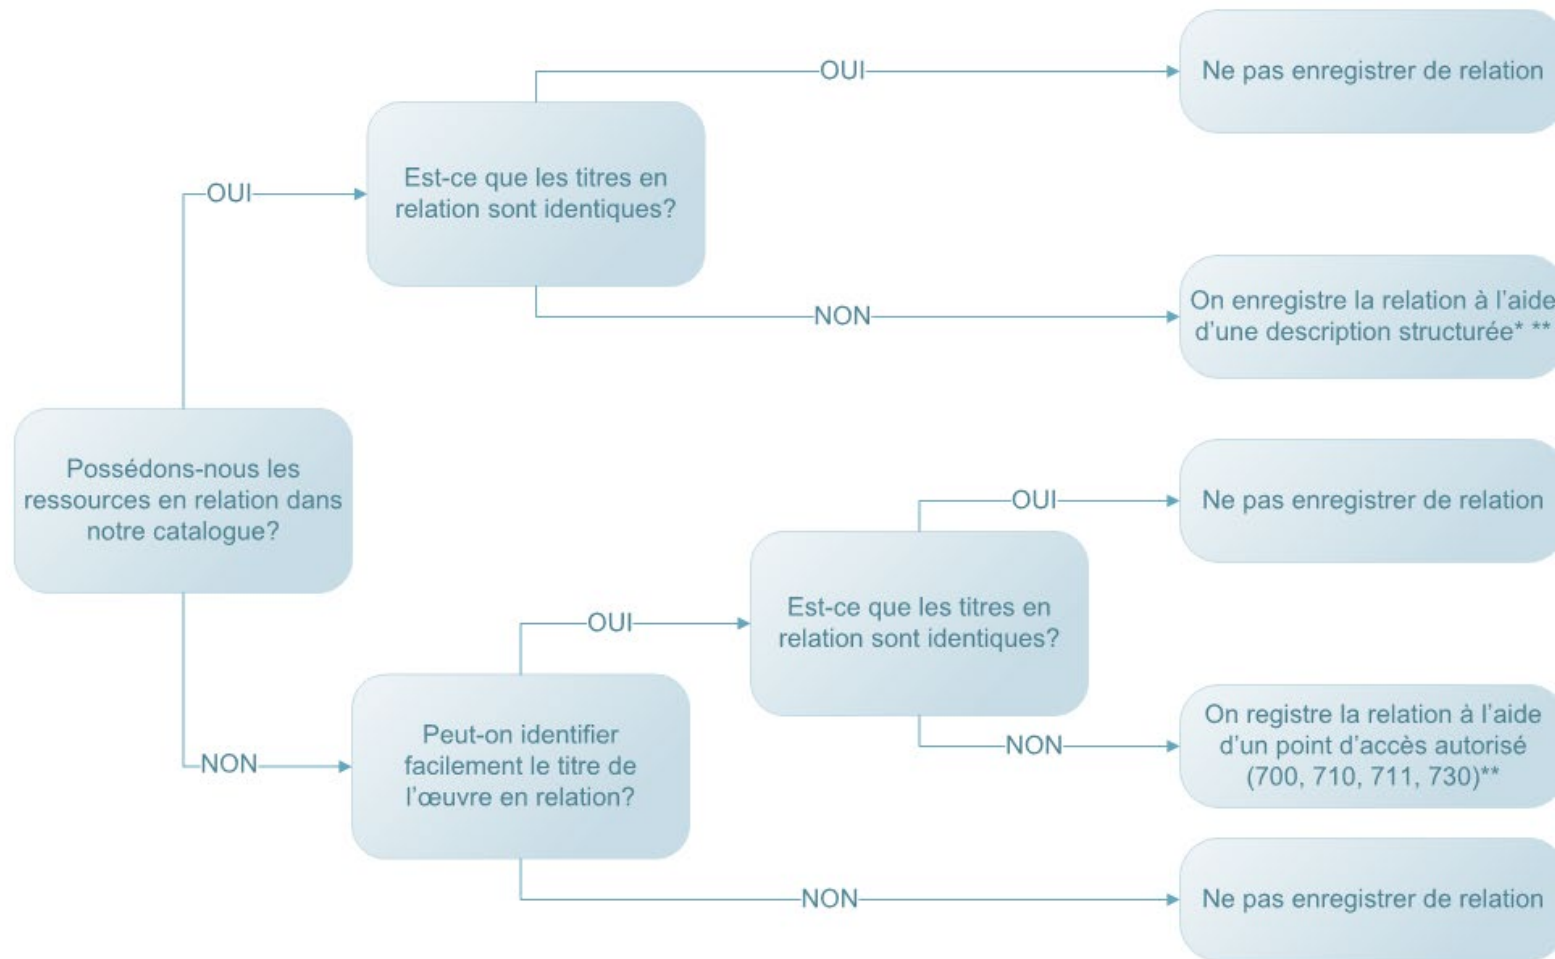 OUI
Ne pas enregistrer de relation
Est-ce que les titres en
relation sont identiques?
OUI
NON
On enregistre la relation à l'aide
d'une description structurée* **
Possédons-nous les
ressources en relation dans
notre catalogue?
OUI
Ne pas enregistrer de relation
Est-ce que les titres en
relation sont identiques?
OUI
NON
On registre la relation à l'aide
d'un point d'accès autorisé
(700, 710, 711, 730)**
NON
Peut-on identifier
facilement le titre de
l'œuvre en relation?
NON
Ne pas enregistrer de relation